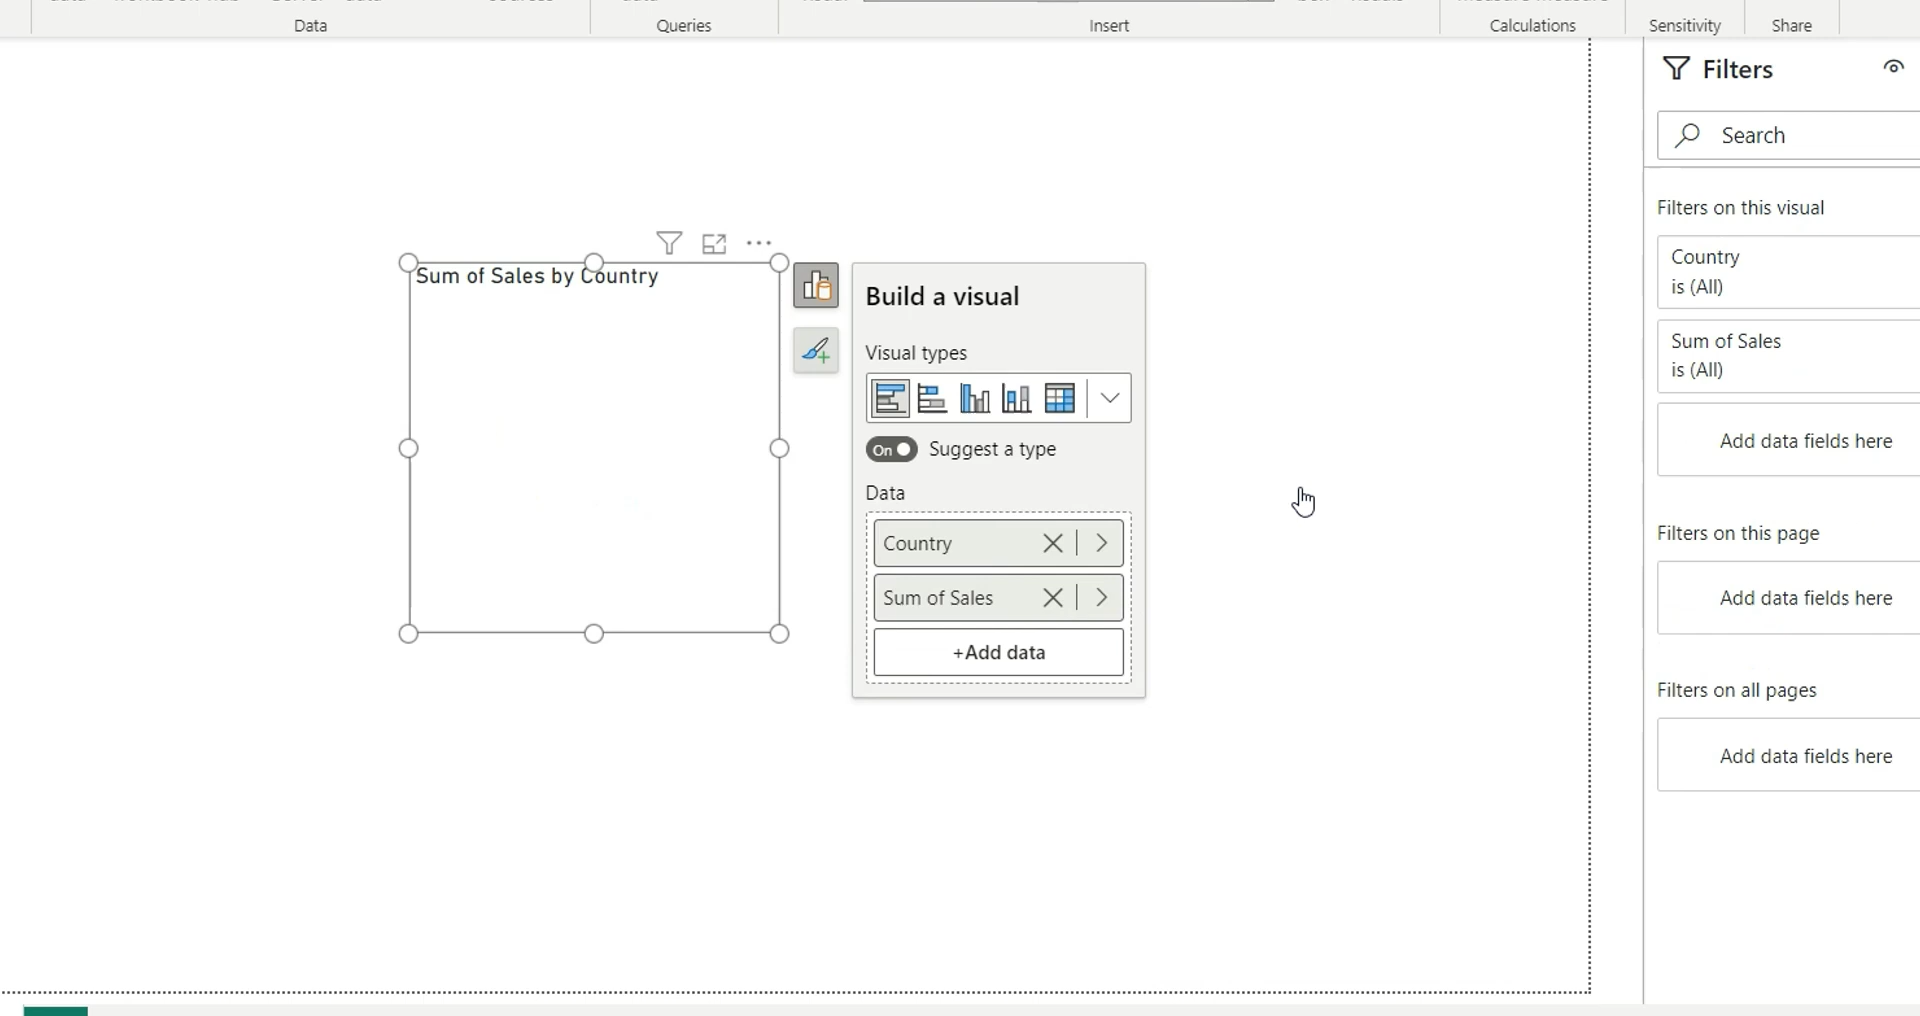 Data
Queries
Insert
Calculations
Sensitivity
Share
Filters
Search
Filters on this visual
Country
is (All)
Sum of Sales
is (All)
Add data fields here
Filters on this page
Add data fields here
Filters on all pages
Add data fields here
Sum of Sales by Country
Build a visual
Visual types
On Suggest a type
Data
Country
Sum of Sales
+Add data